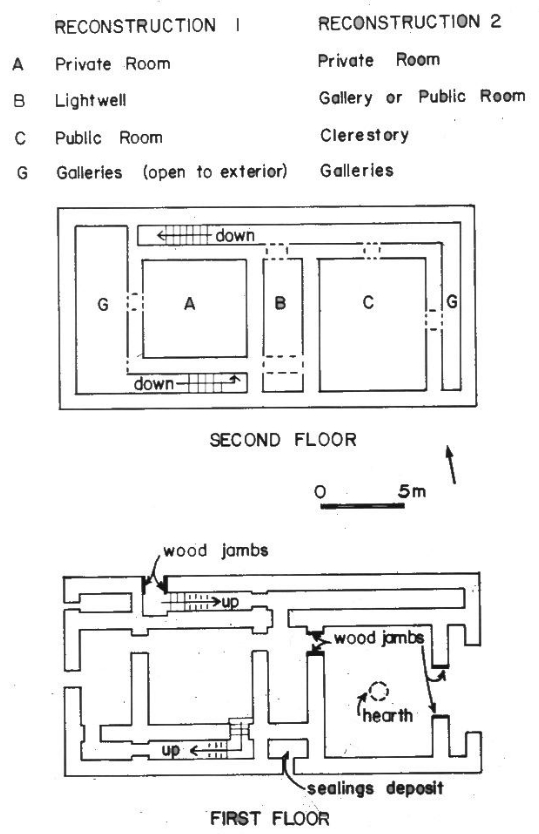 RECONSTRUCTION 1 RECONSTRUCTION 2
A Private Room Private Room
B Lightwell Gallery or Public Room
C Public Room Clerestory
G Galleries (open to exterior) Galleries
down
G A B C G
down
SECOND FLOOR
0 5m
wood jambs
up
wood jambs
hearth
up
sealings deposit
FIRST FLOOR